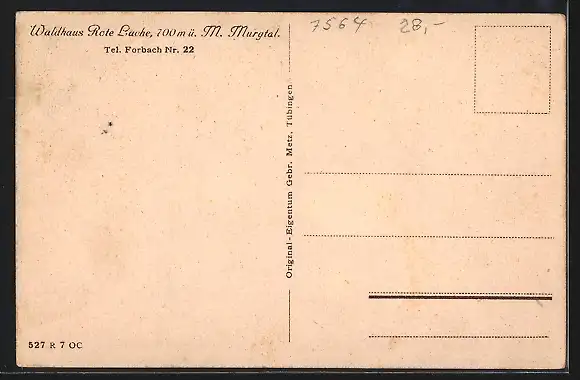 Waldhaus Rote Lache, 700 m ü. M. Murgtal.
Tel. Forbach Nr. 22
7564 28,-
Original-Eigentum Gebr. Metz, Tübingen
527 R 7 OC